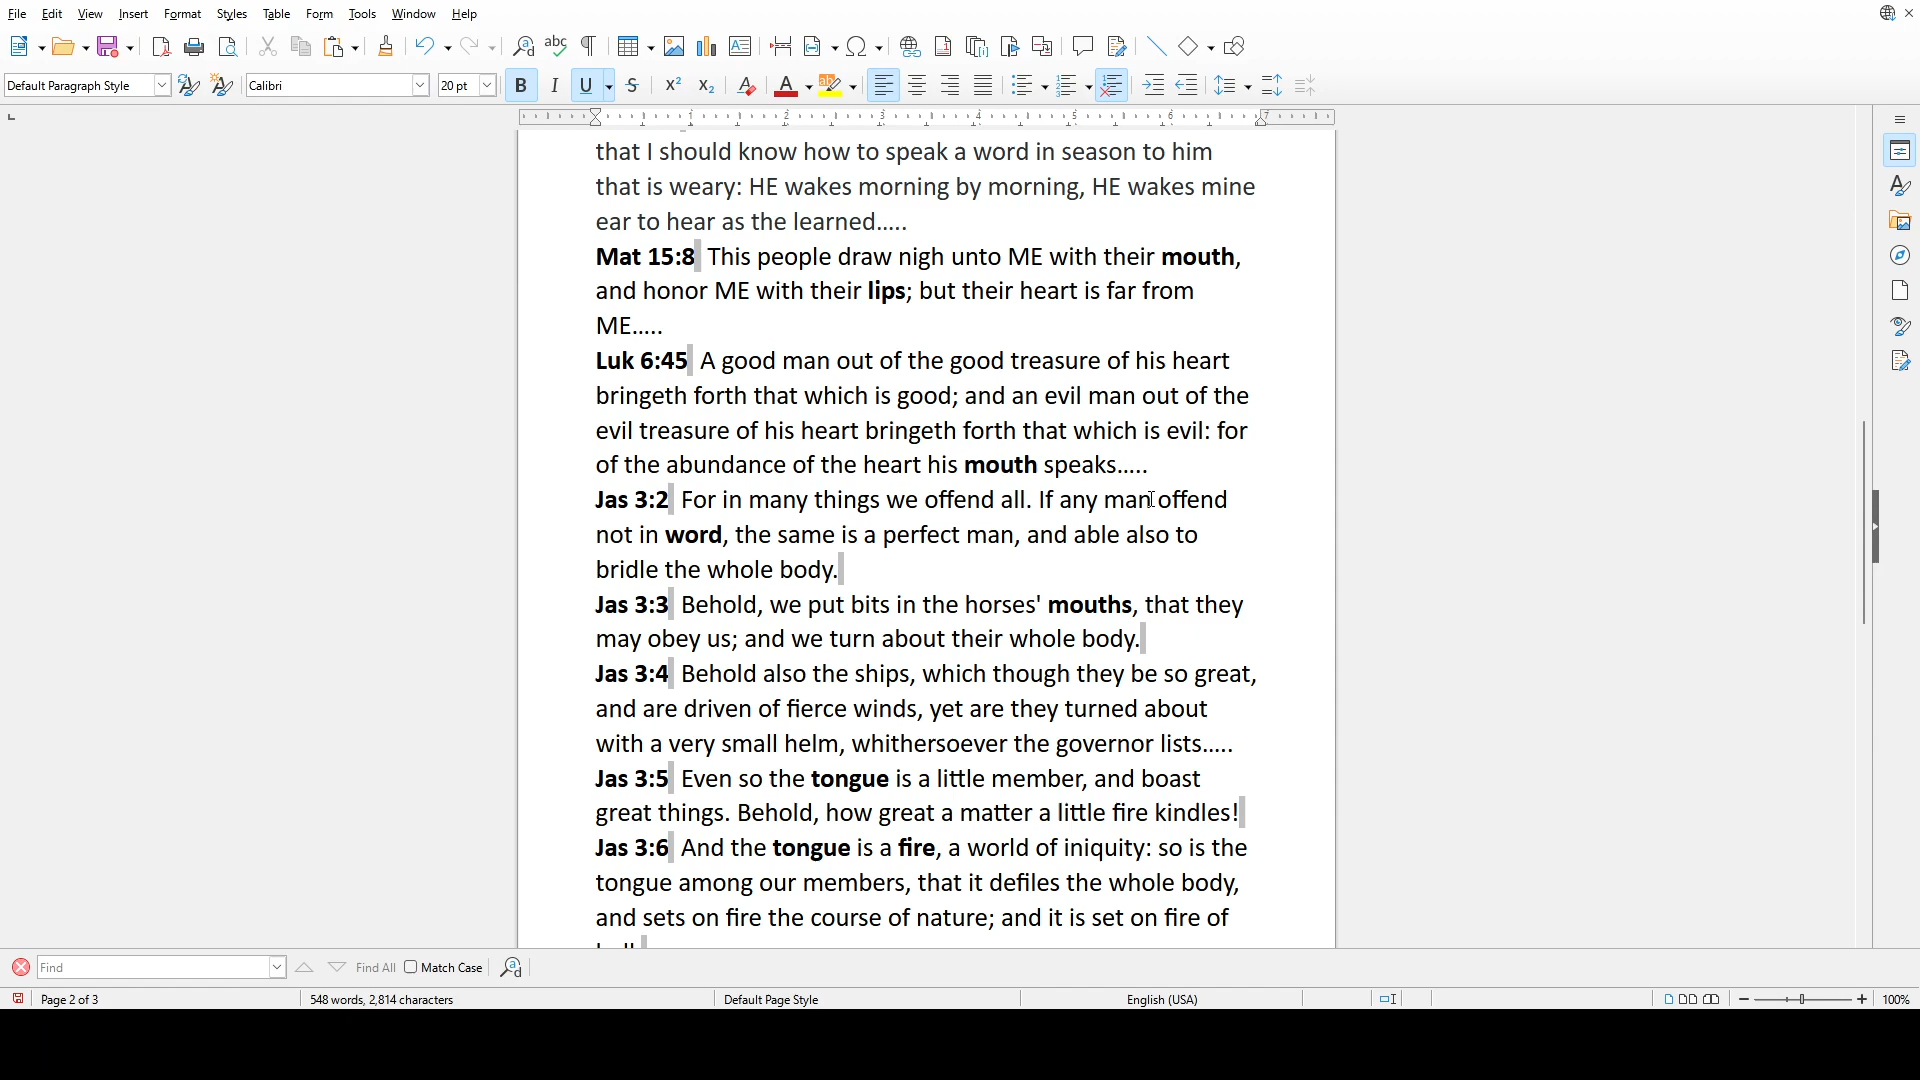 File Edit View Insert Format Styles Table Form Tools Window Help
Default Paragraph Style Calibri 20 pt
1 2 3 4 5 6 7
that I should know how to speak a word in season to him
that is weary: HE wakes morning by morning, HE wakes mine
ear to hear as the learned.....
Mat 15:8 This people draw nigh unto ME with their mouth,
and honor ME with their lips; but their heart is far from
ME.....
Luk 6:45 A good man out of the good treasure of his heart
bringeth forth that which is good; and an evil man out of the
evil treasure of his heart bringeth forth that which is evil: for
of the abundance of the heart his mouth speaks.....
Jas 3:2 For in many things we offend all. If any man offend
not in word, the same is a perfect man, and able also to
bridle the whole body.
Jas 3:3 Behold, we put bits in the horses' mouths, that they
may obey us; and we turn about their whole body.
Jas 3:4 Behold also the ships, which though they be so great,
and are driven of fierce winds, yet are they turned about
with a very small helm, whithersoever the governor lists.....
Jas 3:5 Even so the tongue is a little member, and boast
great things. Behold, how great a matter a little fire kindles!
Jas 3:6 And the tongue is a fire, a world of iniquity: so is the
tongue among our members, that it defiles the whole body,
and sets on fire the course of nature; and it is set on fire of
Find Find All Match Case
Page 2 of 3 548 words, 2,814 characters Default Page Style English (USA) 100%